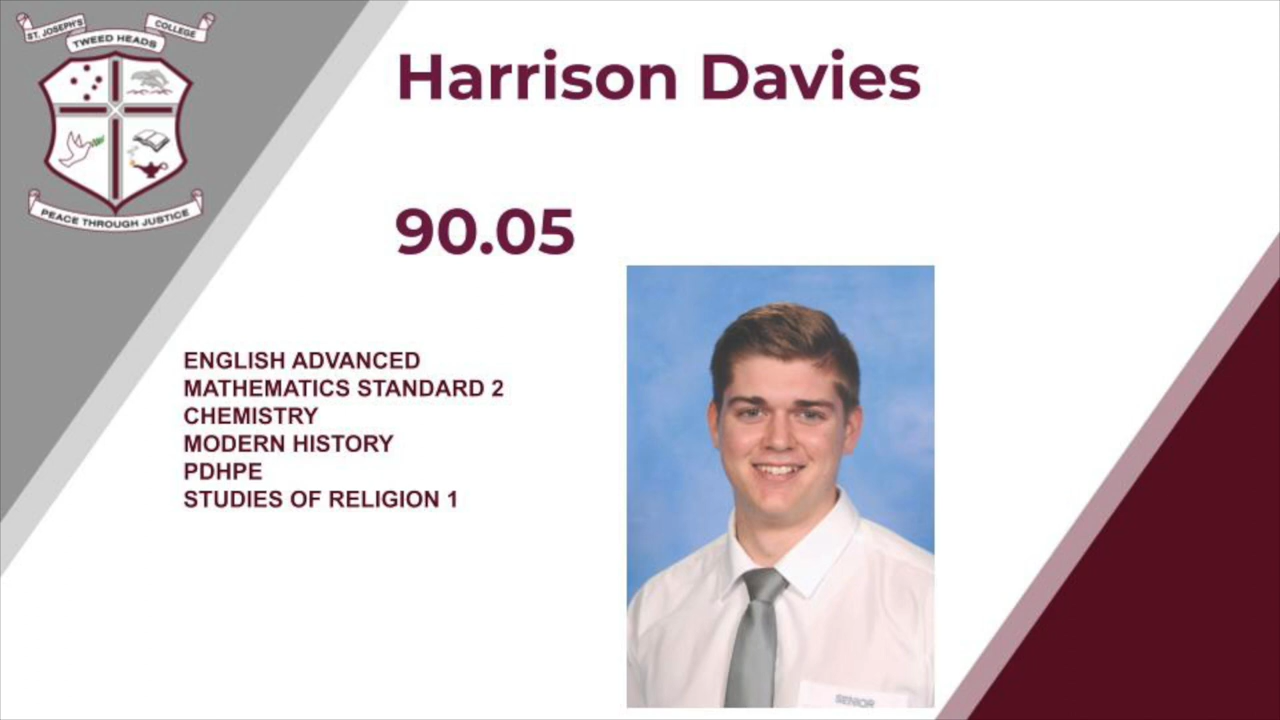 ST. JOSEPH'S
COLLEGE
TWEED HEADS
PEACE THROUGH JUSTICE
Harrison Davies
90.05
ENGLISH ADVANCED
MATHEMATICS STANDARD 2
CHEMISTRY
MODERN HISTORY
PDHPE
STUDIES OF RELIGION 1
SENIOR